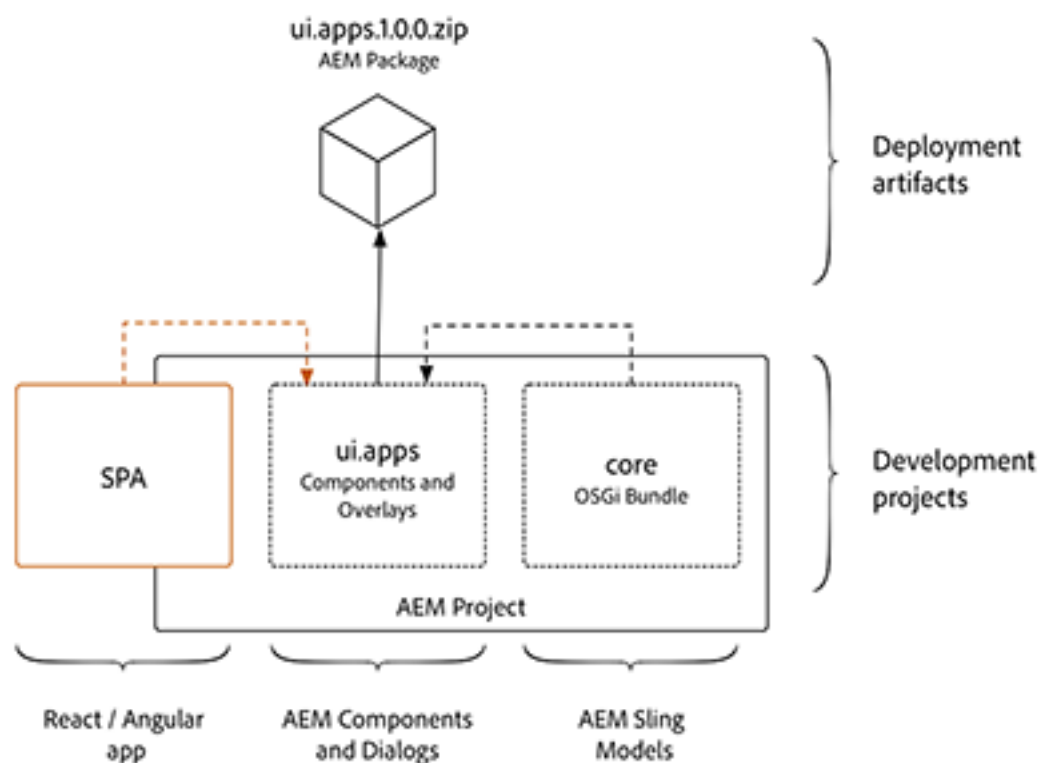 ui.apps.1.0.0.zip
AEM Package
Deployment
artifacts
SPA
ui.apps
Components and
Overlays
core
OSGi Bundle
Development
projects
AEM Project
React / Angular
app
AEM Components
and Dialogs
AEM Sling
Models